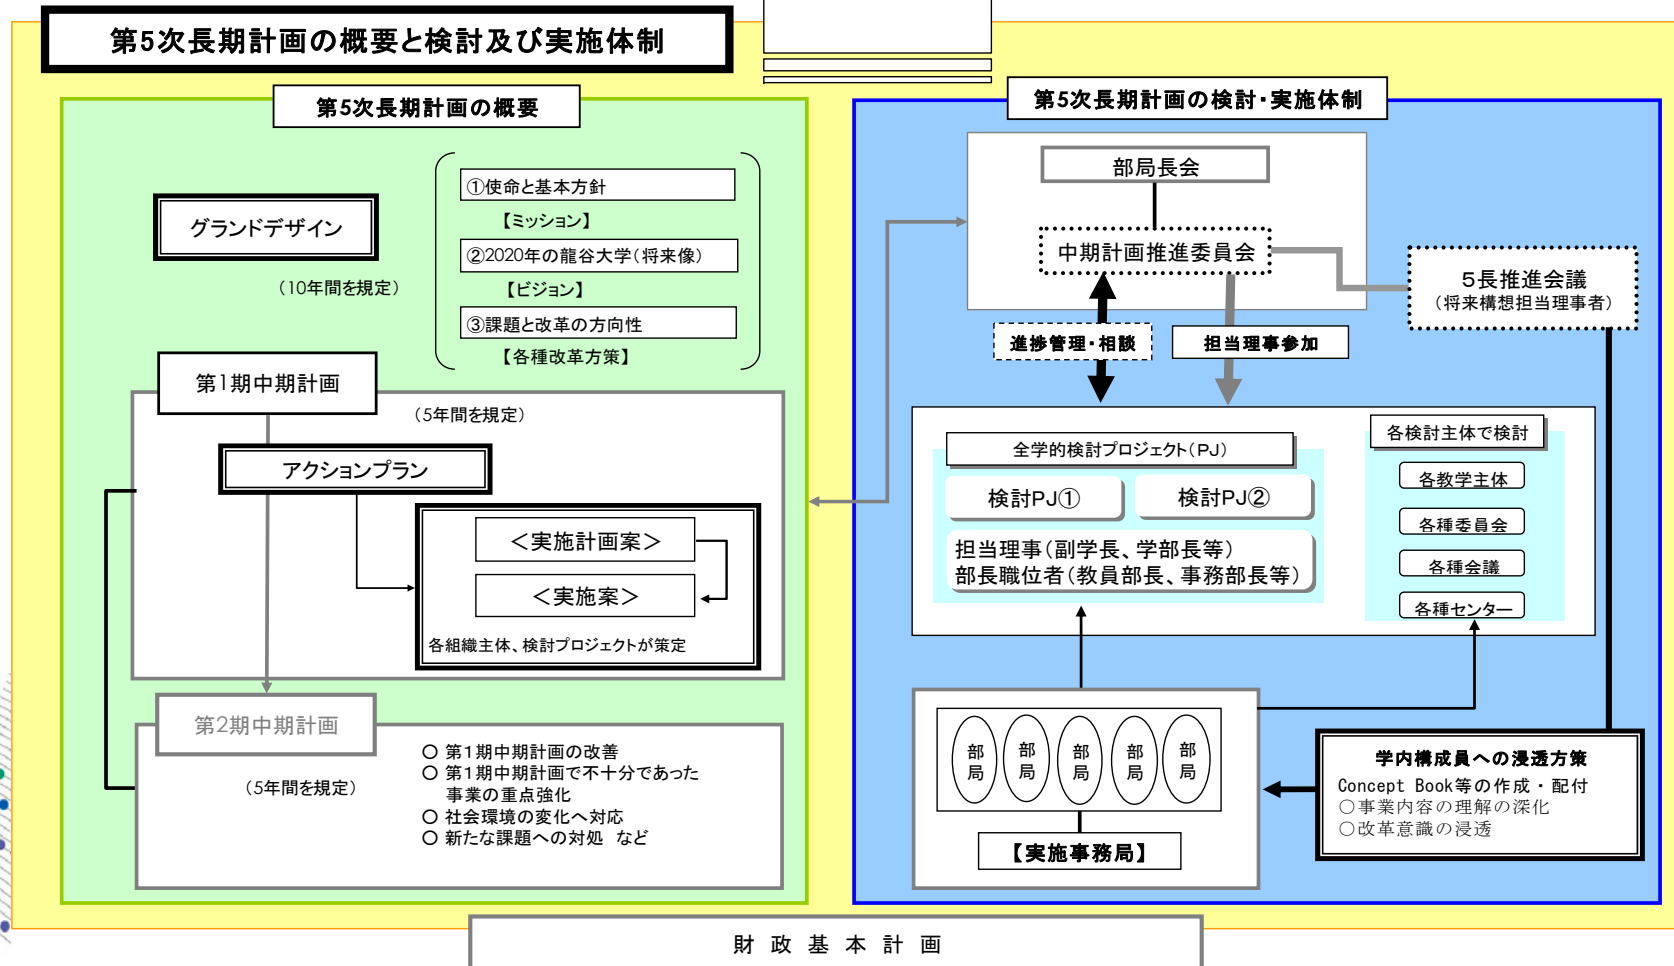 第5次長期計画の概要と検討及び実施体制
第5次長期計画の概要
グランドデザイン
(10年間を規定)
①使命と基本方針
【ミッション】
②2020年の龍谷大学(将来像)
【ビジョン】
③課題と改革の方向性
【各種改革方策】
第1期中期計画
(5年間を規定)
アクションプラン
＜実施計画案＞
＜実施案＞
各組織主体、検討プロジェクトが策定
第2期中期計画
(5年間を規定)
○ 第1期中期計画の改善
○ 第1期中期計画で不十分であった
事業の重点強化
○ 社会環境の変化へ対応
○ 新たな課題への対処 など
第5次長期計画の検討・実施体制
部局長会
中期計画推進委員会
5長推進会議
(将来構想担当理事者)
進捗管理・相談
担当理事参加
全学的検討プロジェクト(PJ)
検討PJ①
検討PJ②
担当理事(副学長、学部長等)
部長職位者(教員部長、事務部長等)
各検討主体で検討
各教学主体
各種委員会
各種会議
各種センター
部局
部局
部局
部局
部局
【実施事務局】
学内構成員への浸透方策
Concept Book等の作成・配付
○事業内容の理解の深化
○改革意識の浸透
財政基本計画